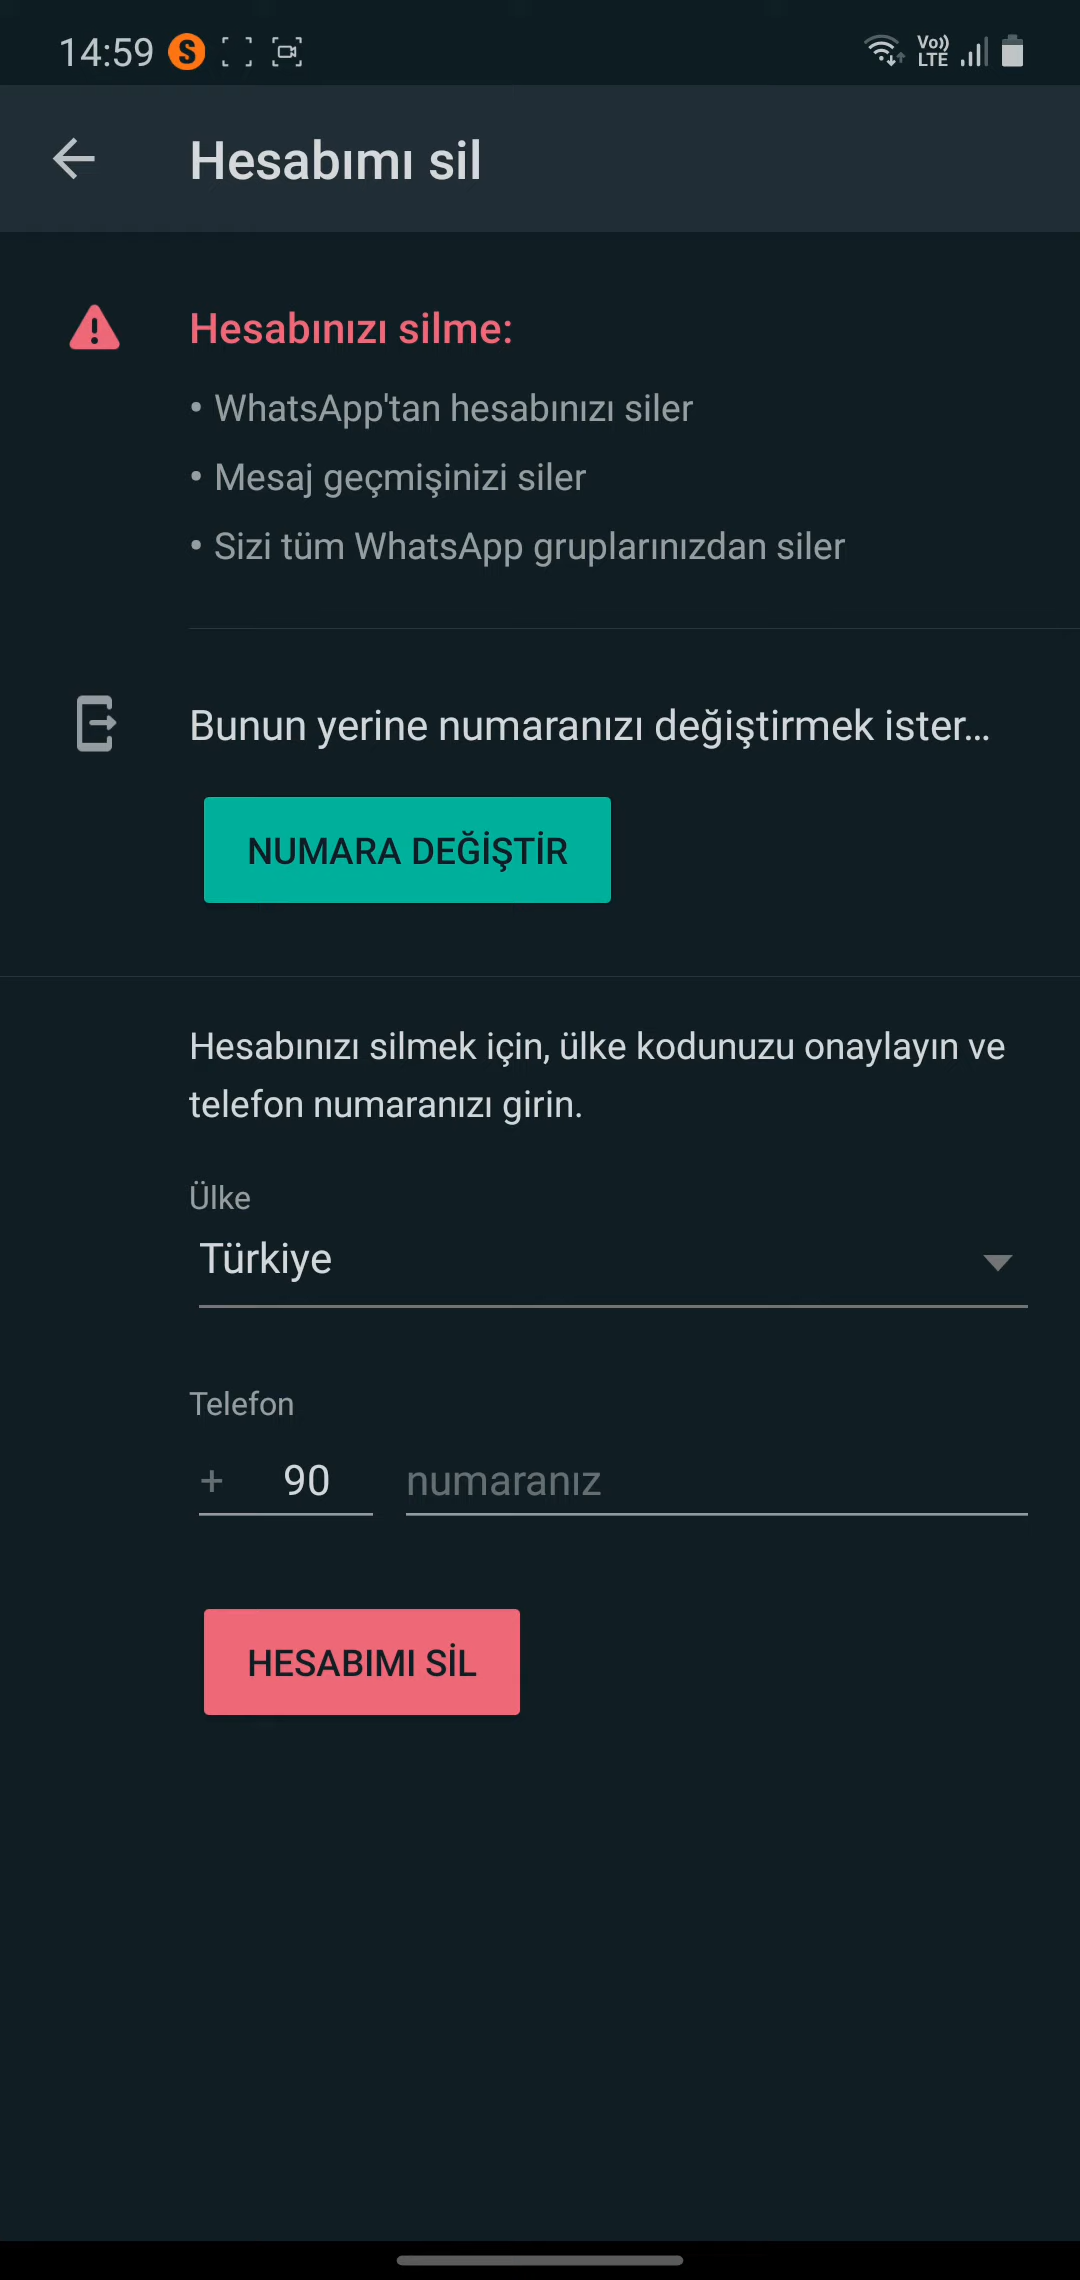 14:59 S Vo)) LTE
Hesabımı sil
Hesabınızı silme:
• WhatsApp'tan hesabınızı siler
• Mesaj geçmişinizi siler
• Sizi tüm WhatsApp gruplarınızdan siler
Bunun yerine numaranızı değiştirmek ister...
NUMARA DEĞİŞTİR
Hesabınızı silmek için, ülke kodunuzu onaylayın ve
telefon numaranızı girin.
Ülke
Türkiye
Telefon
+ 90 numaranız
HESABIMI SİL